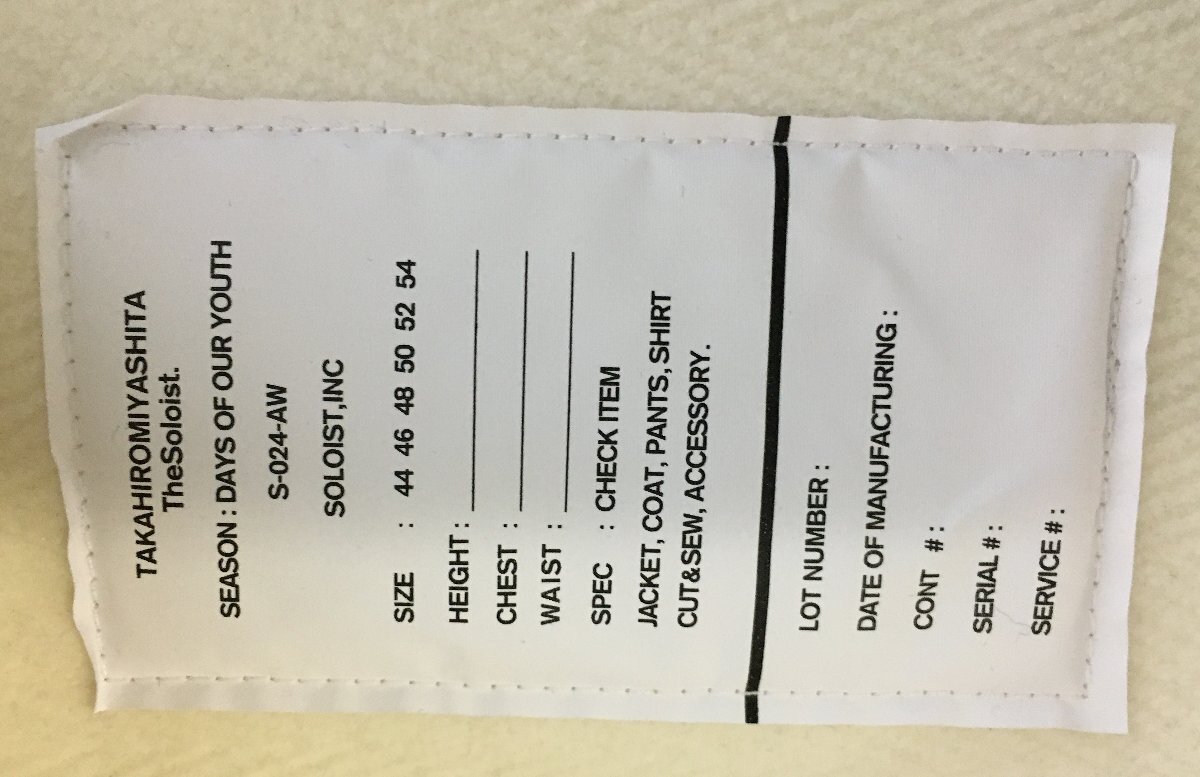 TAKAHIROMIYASHITA
TheSoloist.
SEASON : DAYS OF OUR YOUTH
S-024-AW
SOLOIST,INC
SIZE : 44 46 48 50 52 54
HEIGHT :
CHEST :
WAIST :
SPEC : CHECK ITEM
JACKET, COAT, PANTS, SHIRT
CUT&SEW, ACCESSORY.
LOT NUMBER :
DATE OF MANUFACTURING :
CONT # :
SERIAL # :
SERVICE # :